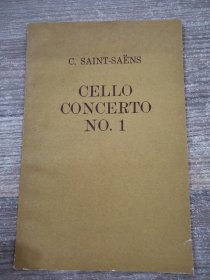 C. SAINT-SAËNS
CELLO
CONCERTO
NO. 1